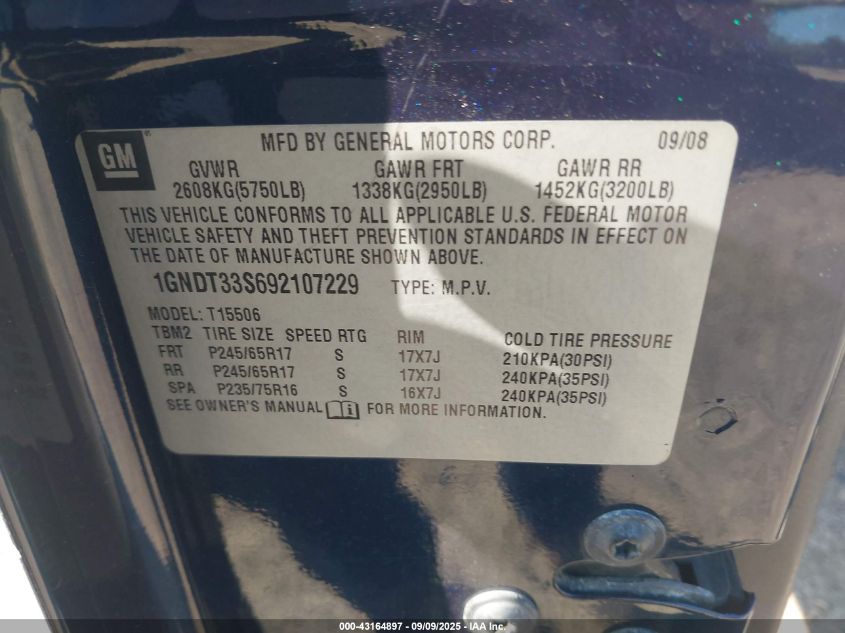 GM
MFD BY GENERAL MOTORS CORP. 09/08
GVWR GAWR FRT GAWR RR
2608KG(5750LB) 1338KG(2950LB) 1452KG(3200LB)
THIS VEHICLE CONFORMS TO ALL APPLICABLE U.S. FEDERAL MOTOR
VEHICLE SAFETY AND THEFT PREVENTION STANDARDS IN EFFECT ON
THE DATE OF MANUFACTURE SHOWN ABOVE.
1GNDT33S692107229 TYPE: M.P.V.
MODEL: T15506
TBM2 TIRE SIZE SPEED RTG RIM COLD TIRE PRESSURE
FRT P245/65R17 S 17X7J 210KPA(30PSI)
RR P245/65R17 S 17X7J 240KPA(35PSI)
SPA P235/75R16 S 16X7J 240KPA(35PSI)
SEE OWNER'S MANUAL FOR MORE INFORMATION.
000-43164897 - 09/09/2025 - IAA Inc.